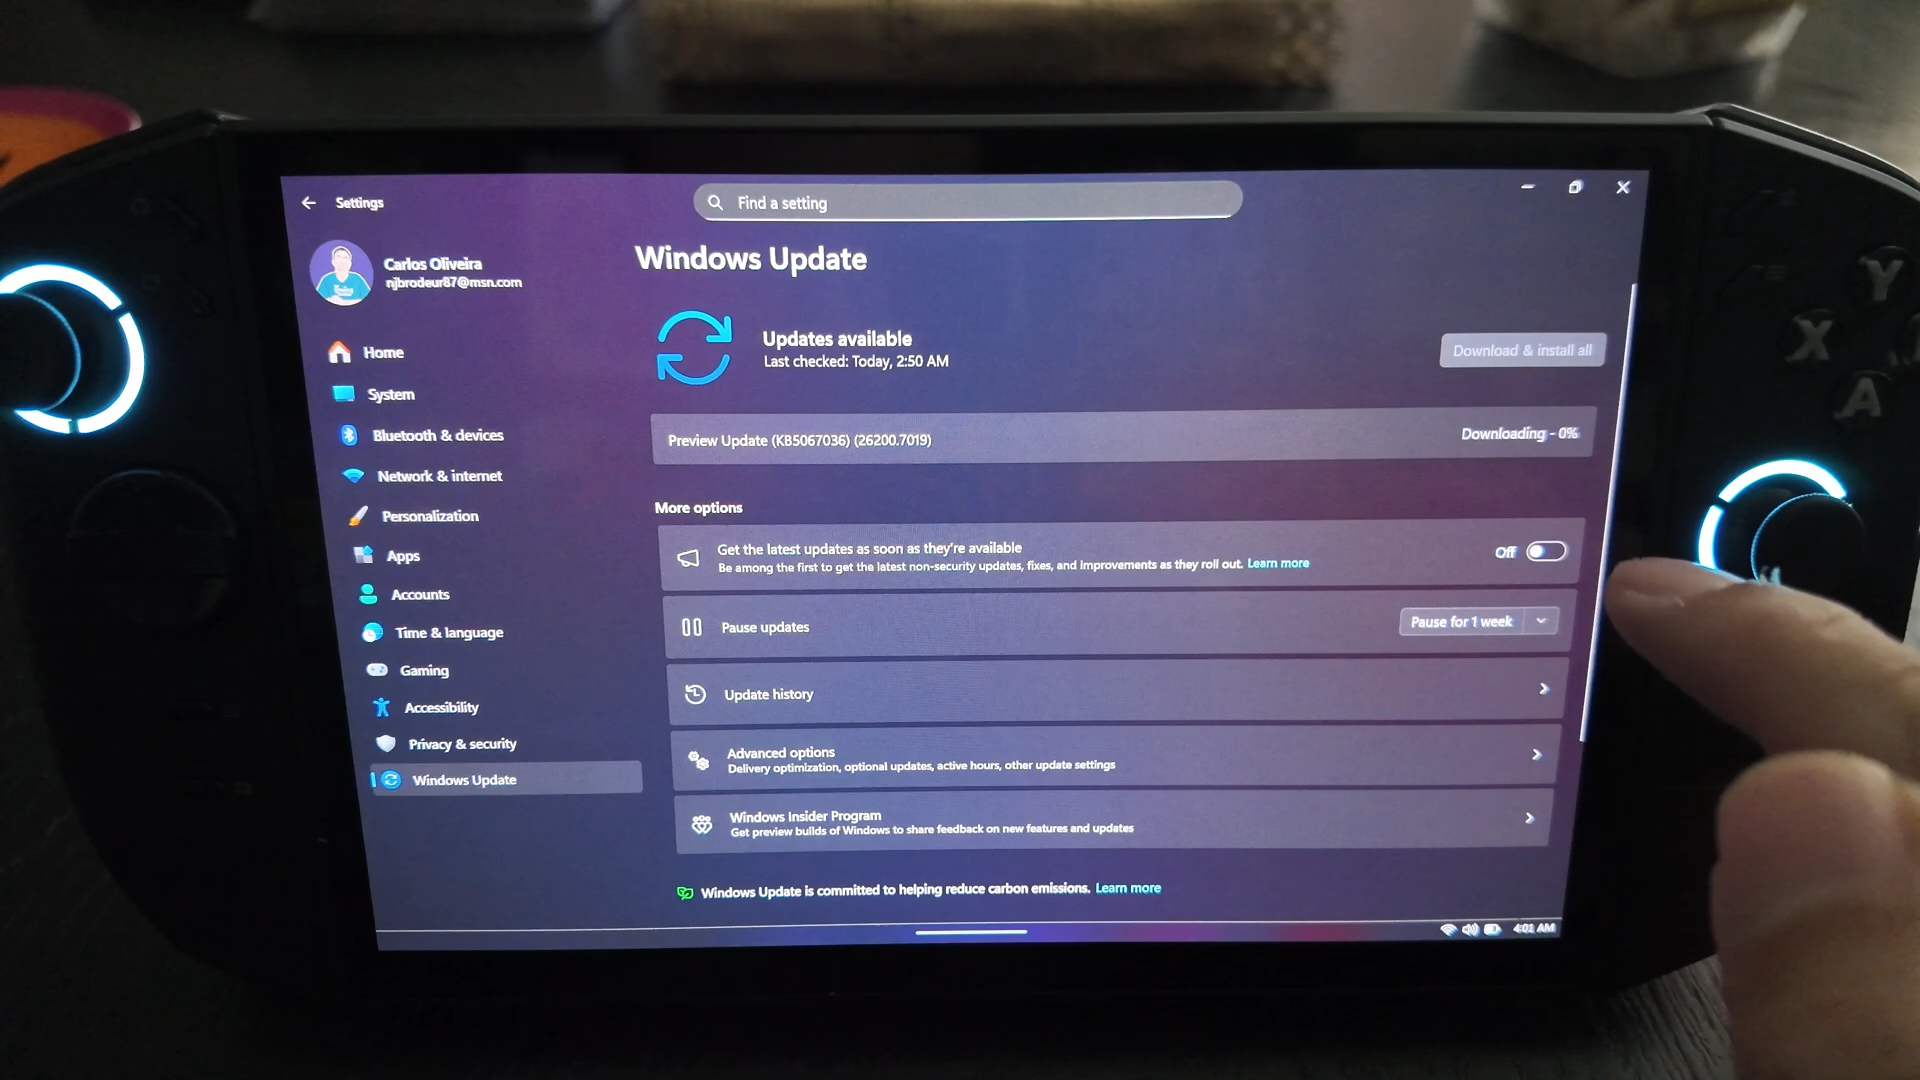 Settings
Find a setting
Carlos Oliveira
njbrodeur87@msn.com
Home
System
Bluetooth & devices
Network & internet
Personalization
Apps
Accounts
Time & language
Gaming
Accessibility
Privacy & security
Windows Update
Windows Update
Updates available
Last checked: Today, 2:50 AM
Download & install all
Preview Update (KB5067036) (26200.7019)
Downloading - 0%
More options
Get the latest updates as soon as they're available
Be among the first to get the latest non-security updates, fixes, and improvements as they roll out. Learn more
Off
Pause updates
Pause for 1 week
Update history
Advanced options
Delivery optimization, optional updates, active hours, other update settings
Windows Insider Program
Get preview builds of Windows to share feedback on new features and updates
Windows Update is committed to helping reduce carbon emissions. Learn more
4:01 AM
Y
X
A